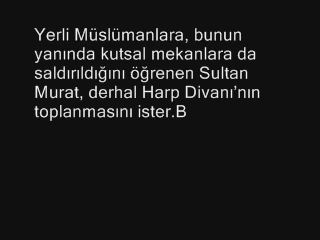 Yerli Müslümanlara, bunun
yanında kutsal mekanlara da
saldırıldığını öğrenen Sultan
Murat, derhal Harp Divanı’nın
toplanmasını ister.B